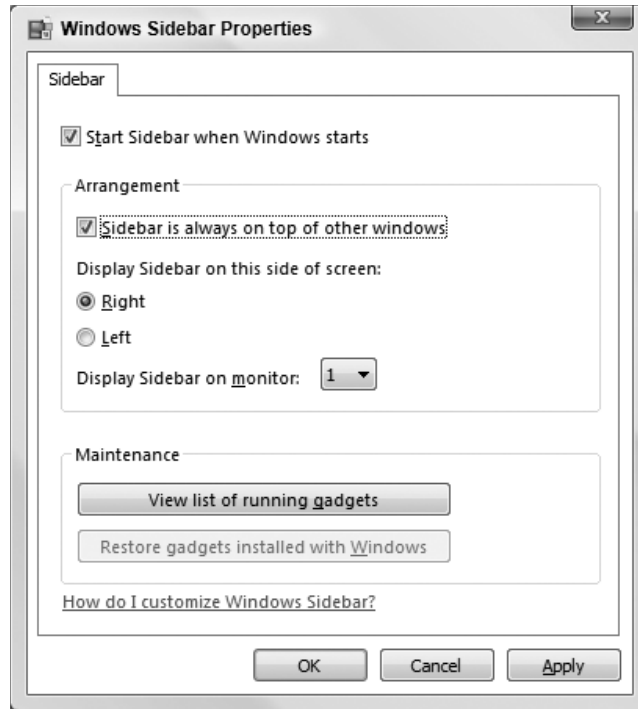 Windows Sidebar Properties
Sidebar
Start Sidebar when Windows starts
Arrangement
Sidebar is always on top of other windows
Display Sidebar on this side of screen:
Right
Left
Display Sidebar on monitor: 1
Maintenance
View list of running gadgets
Restore gadgets installed with Windows
How do I customize Windows Sidebar?
OK Cancel Apply